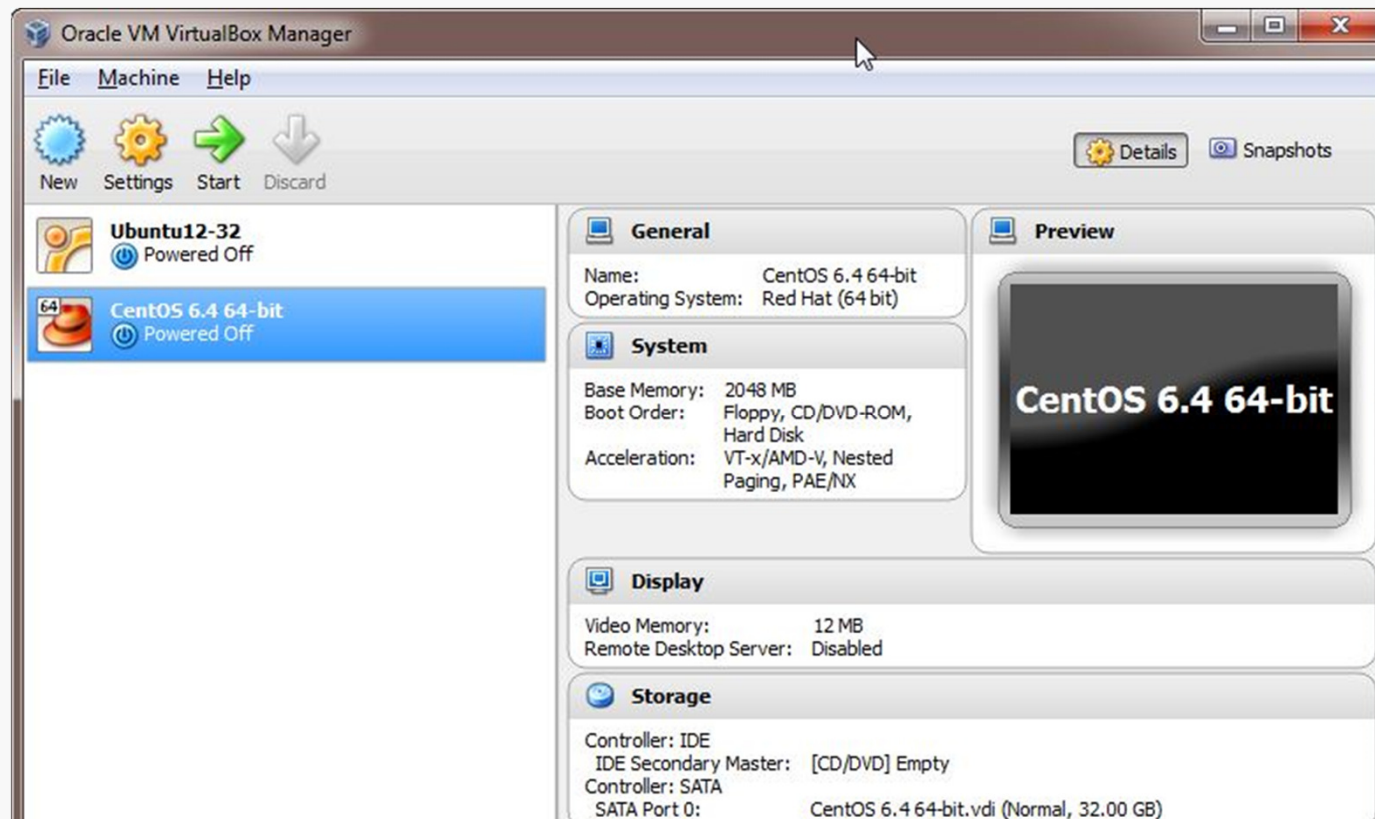 Oracle VM VirtualBox Manager
File Machine Help
New Settings Start Discard
Details Snapshots
Ubuntu12-32
Powered Off
64
CentOS 6.4 64-bit
Powered Off
General
Name: CentOS 6.4 64-bit
Operating System: Red Hat (64 bit)
System
Base Memory: 2048 MB
Boot Order: Floppy, CD/DVD-ROM,
Hard Disk
Acceleration: VT-x/AMD-V, Nested
Paging, PAE/NX
Preview
CentOS 6.4 64-bit
Display
Video Memory: 12 MB
Remote Desktop Server: Disabled
Storage
Controller: IDE
IDE Secondary Master: [CD/DVD] Empty
Controller: SATA
SATA Port 0: CentOS 6.4 64-bit.vdi (Normal, 32.00 GB)